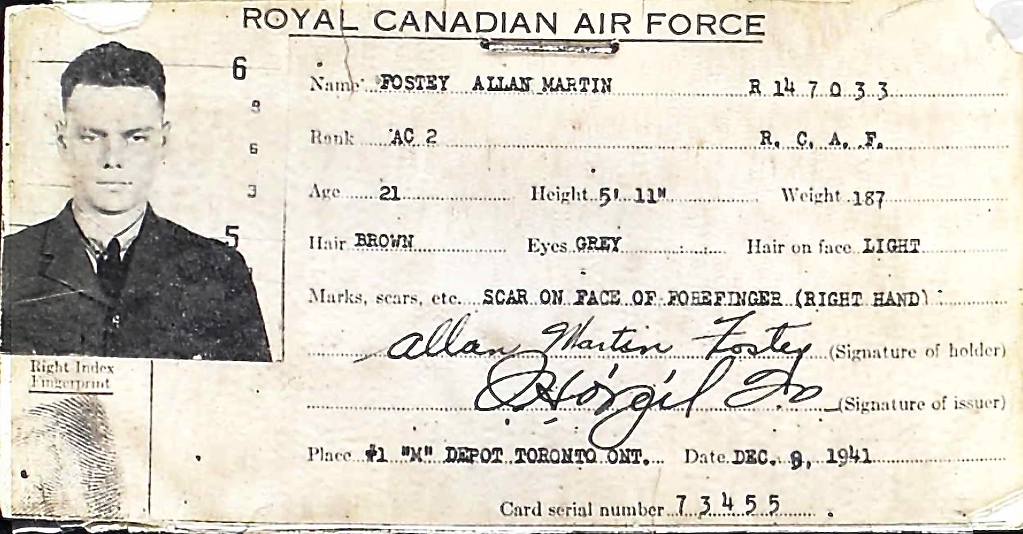 ROYAL CANADIAN AIR FORCE
Name FOSTEY ALLAN MARTIN R 147033
Rank AC 2 R. C. A. F.
Age 21 Height 5' 11" Weight 187
Hair BROWN Eyes GREY Hair on face LIGHT
Marks, scars, etc. SCAR ON FACE OF FOREFINGER (RIGHT HAND)
Allan Martin Fostey (Signature of holder)
(Signature of issuer)
Place #1 "M" DEPOT TORONTO ONT. Date DEC. 9, 1941
Card serial number 73455
6
9
6
3
5
Right Index
Fingerprint